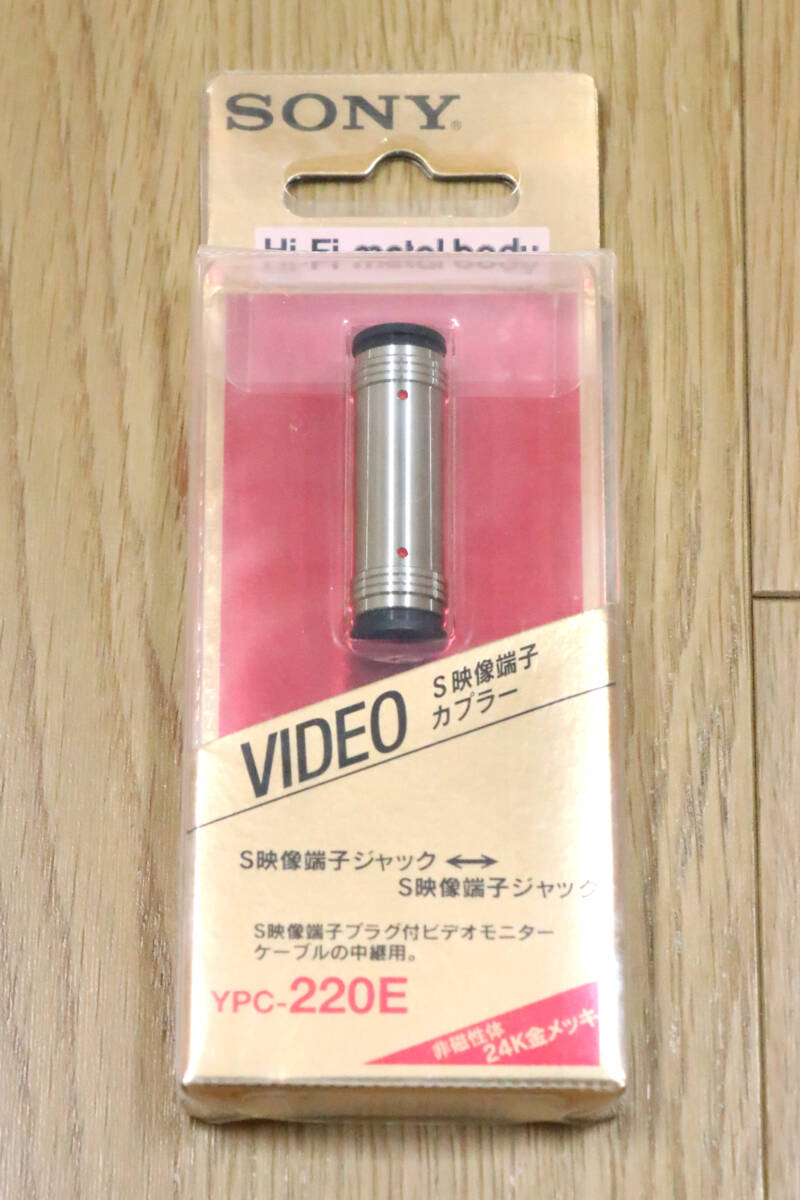 SONY®
Hi-Fi metal body
VIDEO
S映像端子
カプラー
S映像端子ジャック ↔
S映像端子ジャック
S映像端子プラグ付ビデオモニター
ケーブルの中継用。
YPC-220E
非磁性体
24K金メッキ